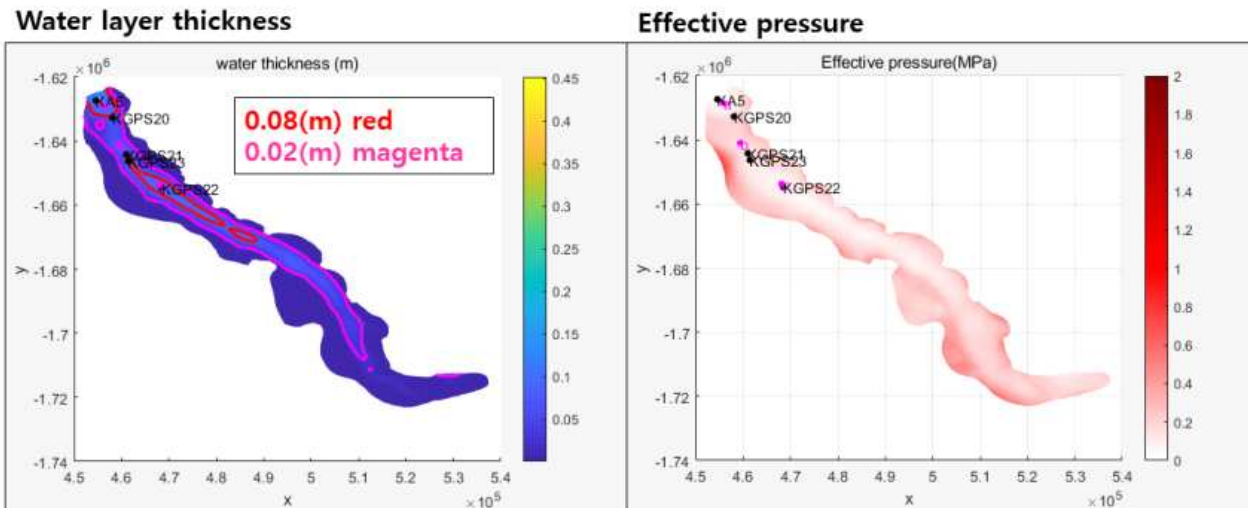 Water layer thickness
Effective pressure
water thickness (m)
×10⁶
-1.62
-1.64
-1.66
-1.68
-1.7
-1.72
-1.74
y
KA5
KGPS20
KGPS21
KGPS23
KGPS22
0.08(m) red
0.02(m) magenta
0.45
0.4
0.35
0.3
0.25
0.2
0.15
0.1
0.05
4.5 4.6 4.7 4.8 4.9 5 5.1 5.2 5.3 5.4
x
×10⁵
Effective pressure(MPa)
×10⁶
-1.62
-1.64
-1.66
-1.68
-1.7
-1.72
-1.74
y
KA5
KGPS20
KGPS21
KGPS23
KGPS22
2
1.8
1.6
1.4
1.2
1
0.8
0.6
0.4
0.2
0
4.5 4.6 4.7 4.8 4.9 5 5.1 5.2 5.3 5.4
x
×10⁵